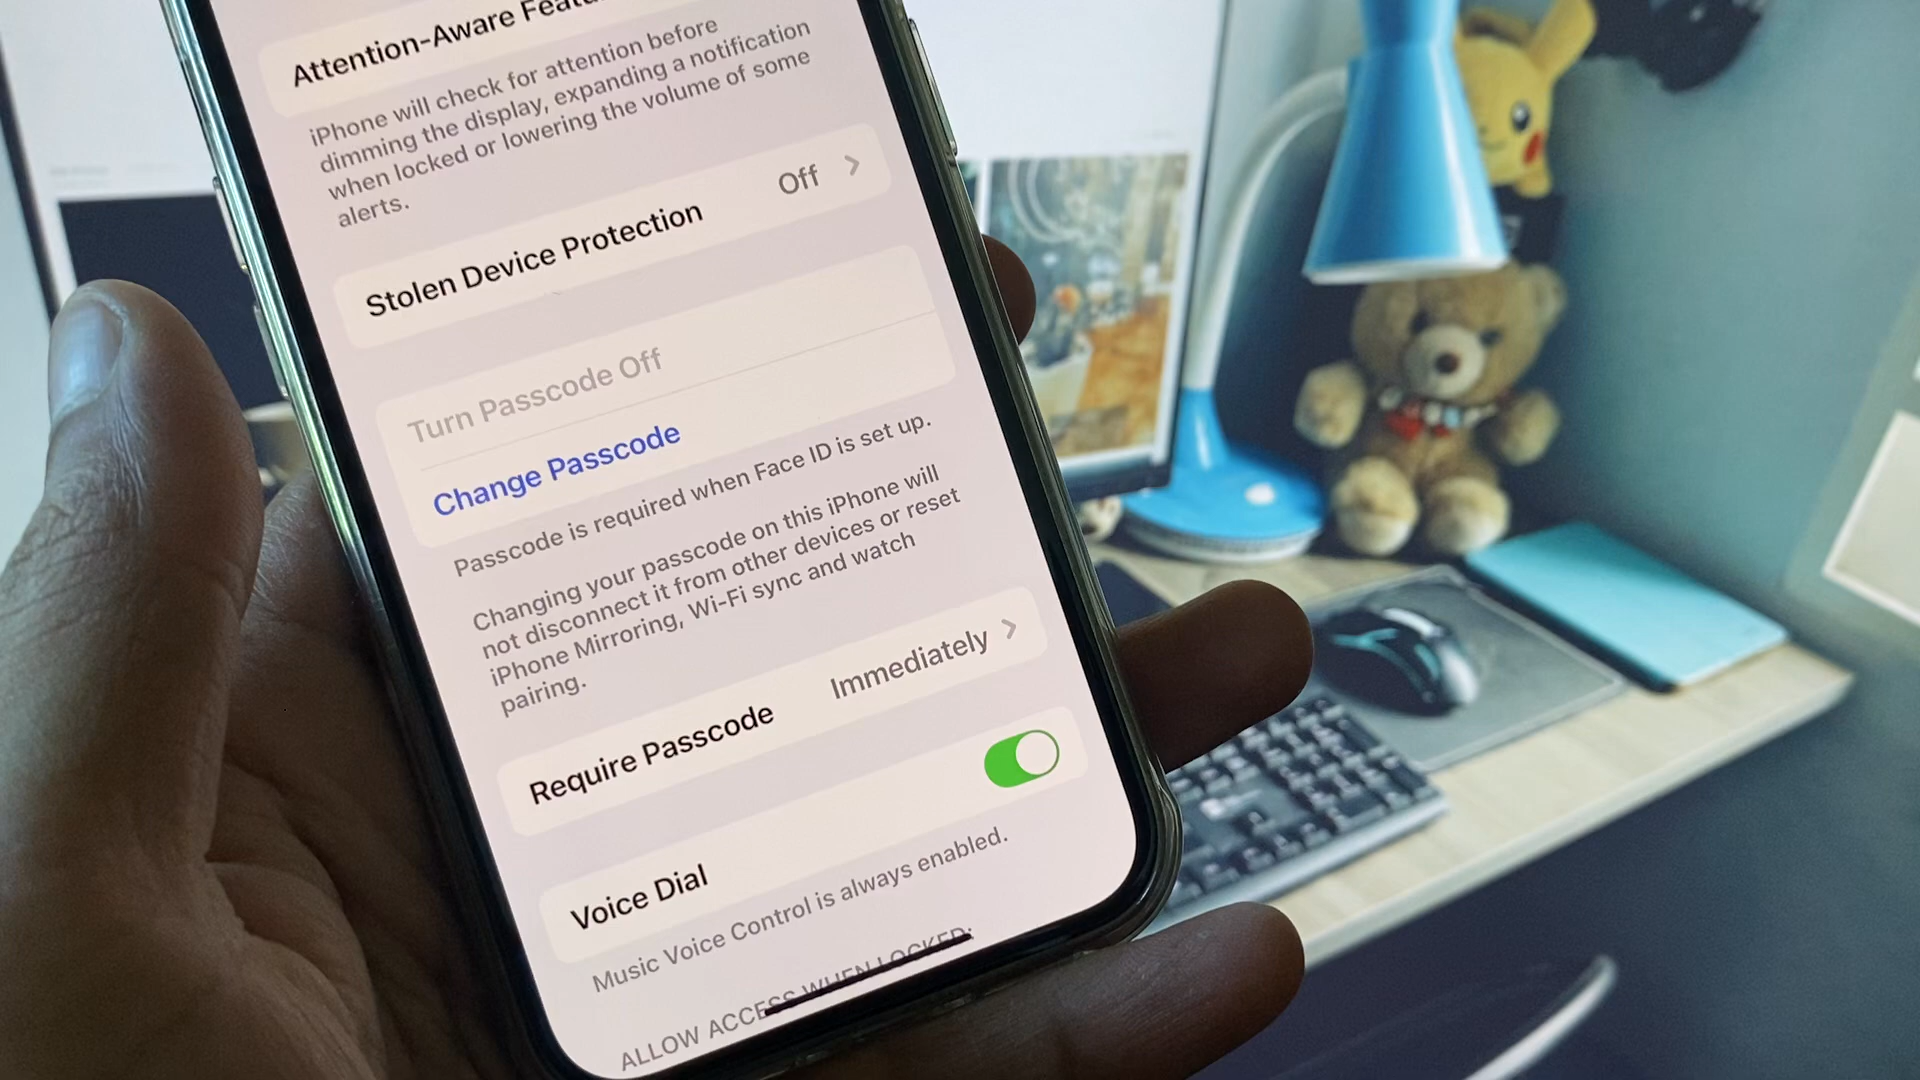 Attention-Aware
iPhone will check for attention before
dimming the display, expanding a notification
when locked or lowering the volume of some
alerts.
Stolen Device Protection Off
Turn Passcode Off
Change Passcode
Passcode is required when Face ID is set up.
Changing your passcode on this iPhone will
not disconnect it from other devices or reset
iPhone Mirroring, Wi-Fi sync and watch
pairing.
Require Passcode Immediately
Voice Dial
Music Voice Control is always enabled.
ALLOW ACCESS WHEN LOCKED: